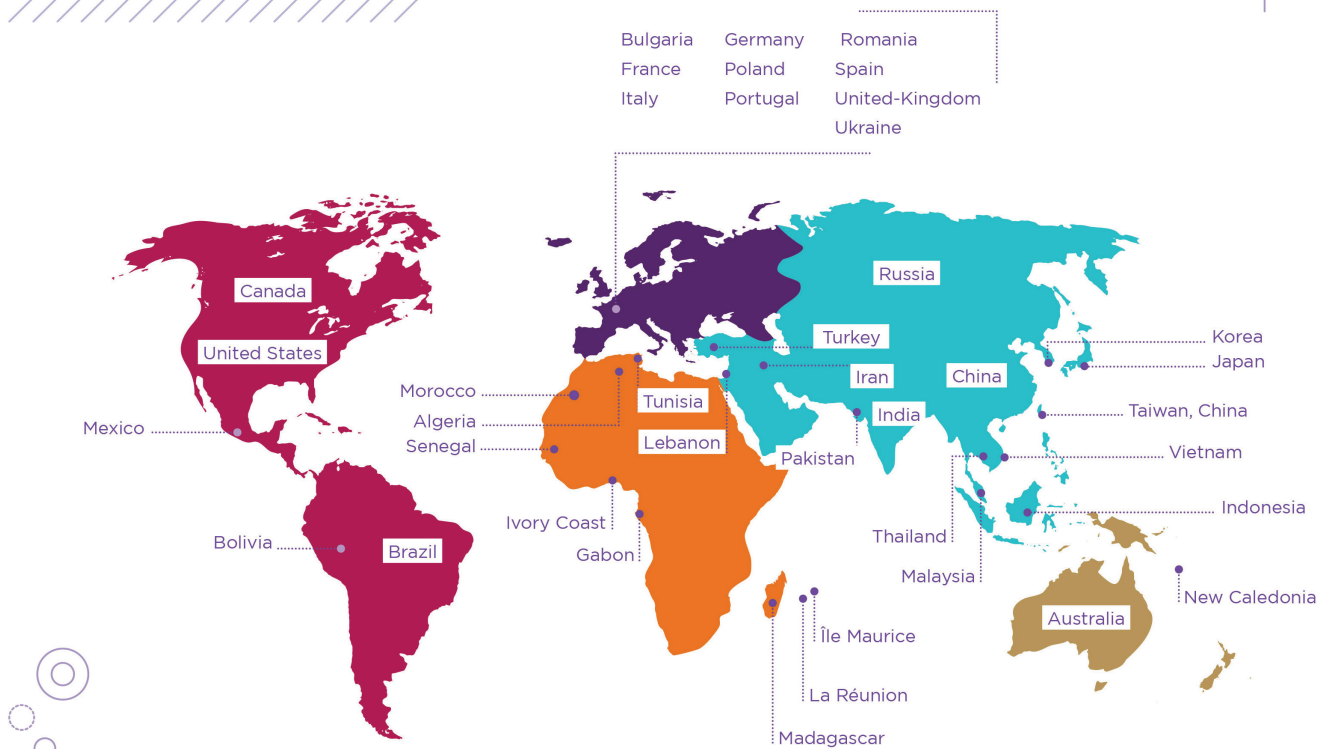 Bulgaria Germany Romania
France Poland Spain
Italy Portugal United-Kingdom
Ukraine
Canada
Russia
United States
Turkey
Korea
Japan
Iran
China
Morocco
Tunisia
India
Taiwan, China
Algeria
Mexico
Senegal
Lebanon
Pakistan
Vietnam
Indonesia
Ivory Coast
Thailand
Bolivia
Brazil
Gabon
Malaysia
New Caledonia
Australia
Île Maurice
La Réunion
Madagascar